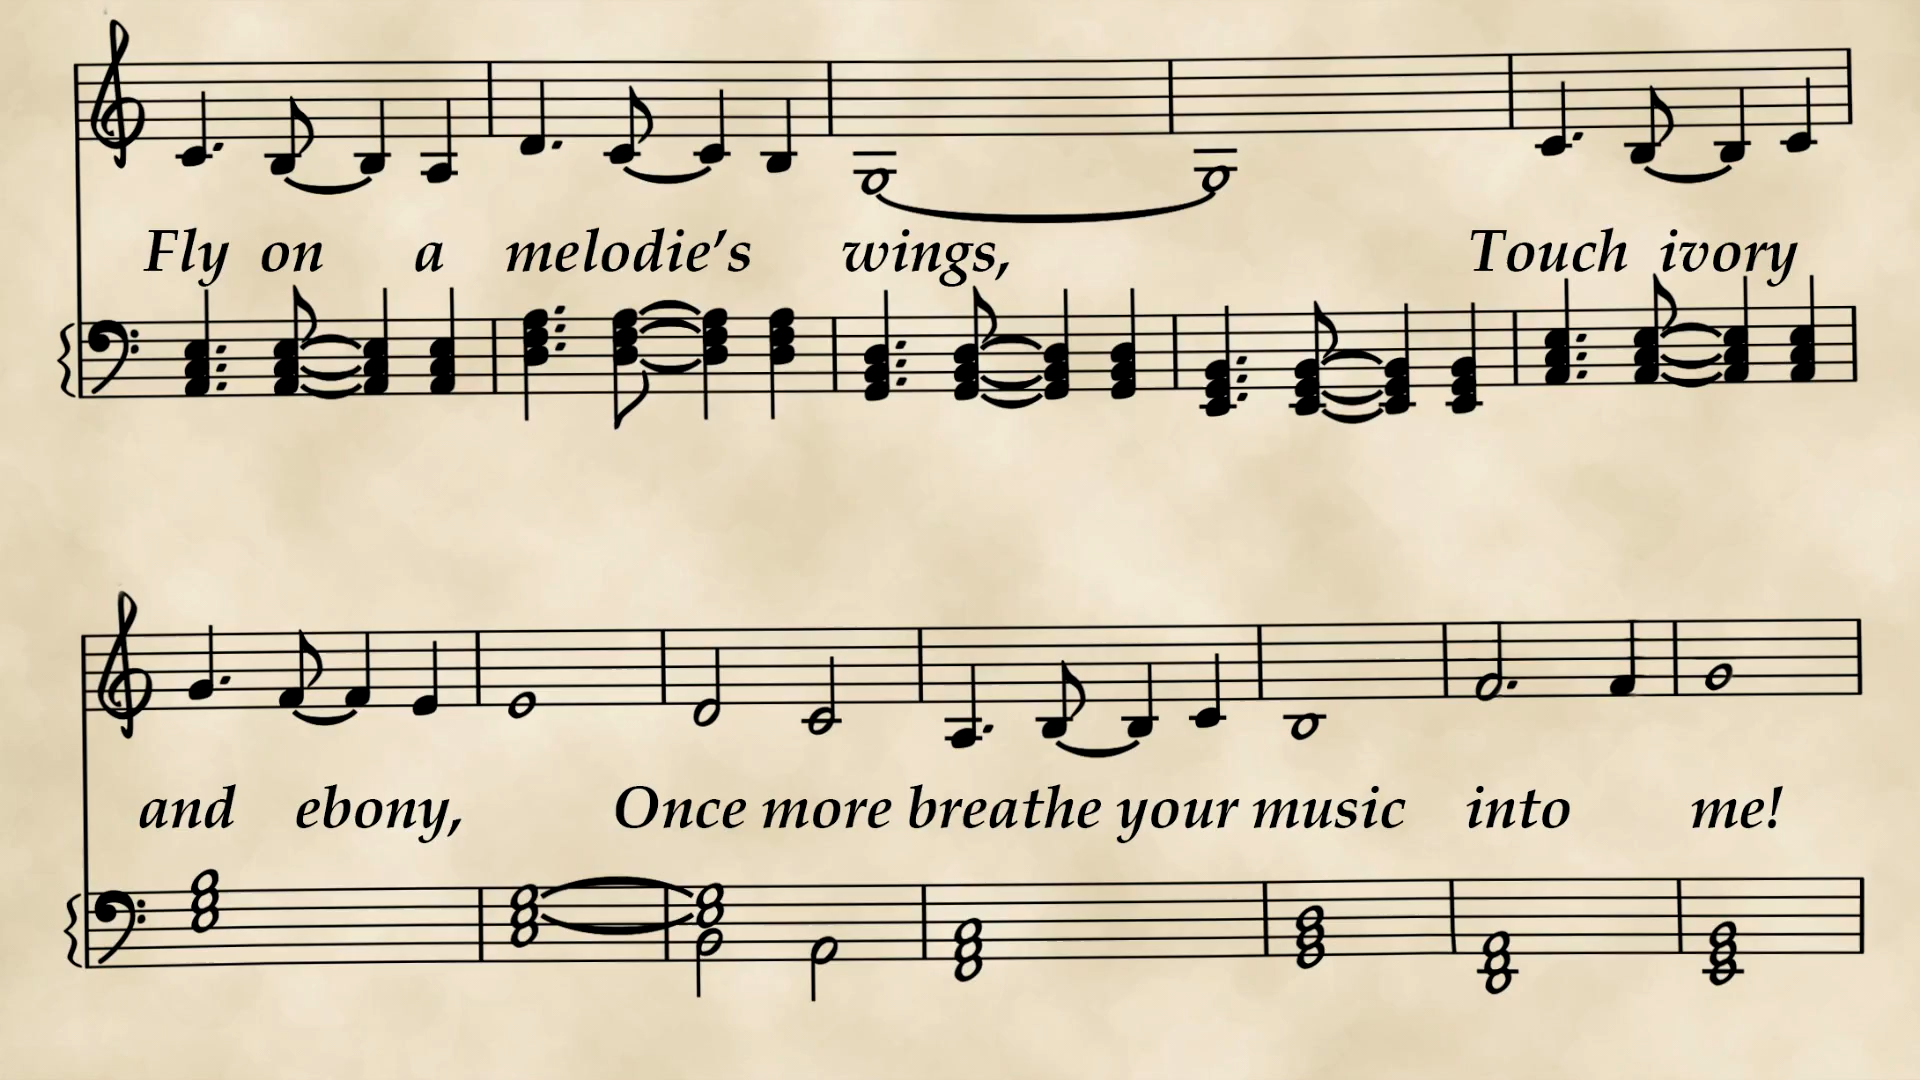 Fly on a melodie's wings, Touch ivory
and ebony, Once more breathe your music into me!